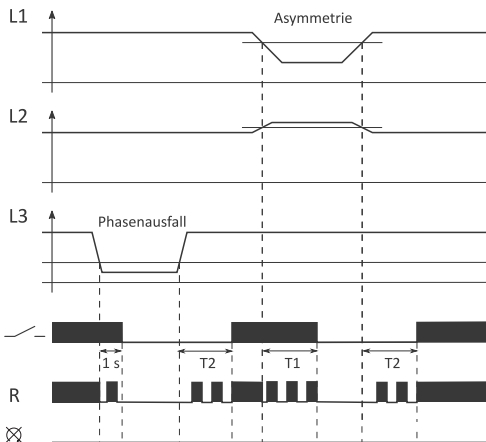 L1
Asymmetrie
L2
L3
Phasenausfall
1 s
T2
T1
T2
R